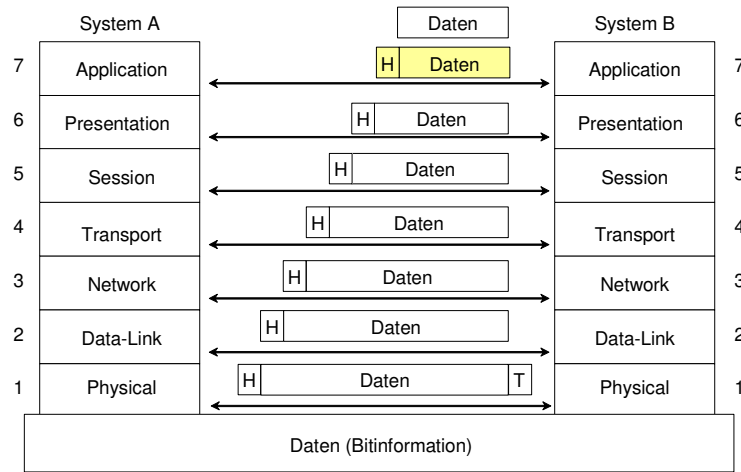 System A Daten System B
7 Application H Daten Application 7
6 Presentation H Daten Presentation 6
5 Session H Daten Session 5
4 Transport H Daten Transport 4
3 Network H Daten Network 3
2 Data-Link H Daten Data-Link 2
1 Physical H Daten T Physical 1
Daten (Bitinformation)